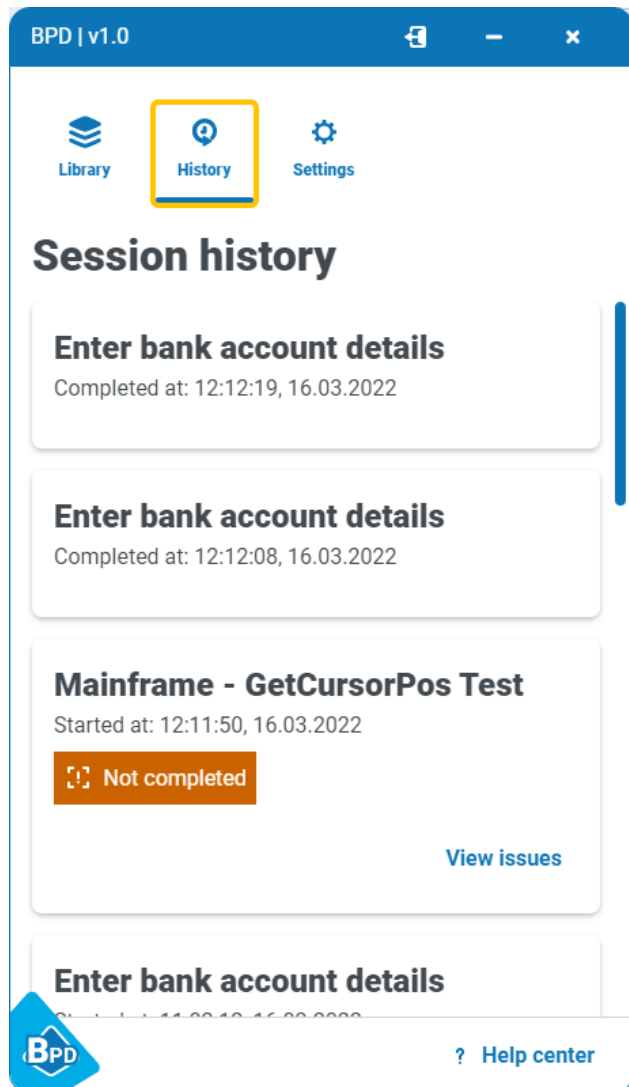 BPD | v1.0
Library History Settings
Session history
Enter bank account details
Completed at: 12:12:19, 16.03.2022
Enter bank account details
Completed at: 12:12:08, 16.03.2022
Mainframe - GetCursorPos Test
Started at: 12:11:50, 16.03.2022
Not completed
View issues
Enter bank account details
BPD
? Help center